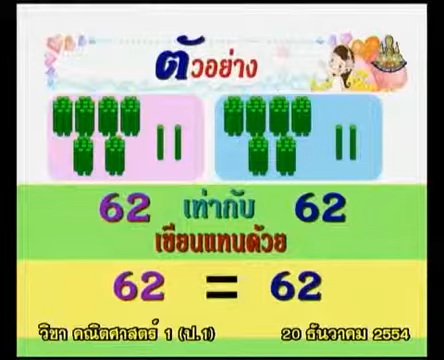 ตัวอย่าง
62 เท่ากับ 62
เขียนแทนด้วย
62 = 62
วิชา คณิตศาสตร์ 1 (ป.1) 20 ธันวาคม 2554